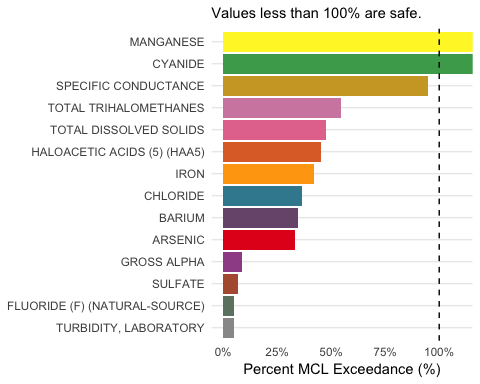 Values less than 100% are safe.
MANGANESE
CYANIDE
SPECIFIC CONDUCTANCE
TOTAL TRIHALOMETHANES
TOTAL DISSOLVED SOLIDS
HALOACETIC ACIDS (5) (HAA5)
IRON
CHLORIDE
BARIUM
ARSENIC
GROSS ALPHA
SULFATE
FLUORIDE (F) (NATURAL-SOURCE)
TURBIDITY, LABORATORY
0% 25% 50% 75% 100%
Percent MCL Exceedance (%)